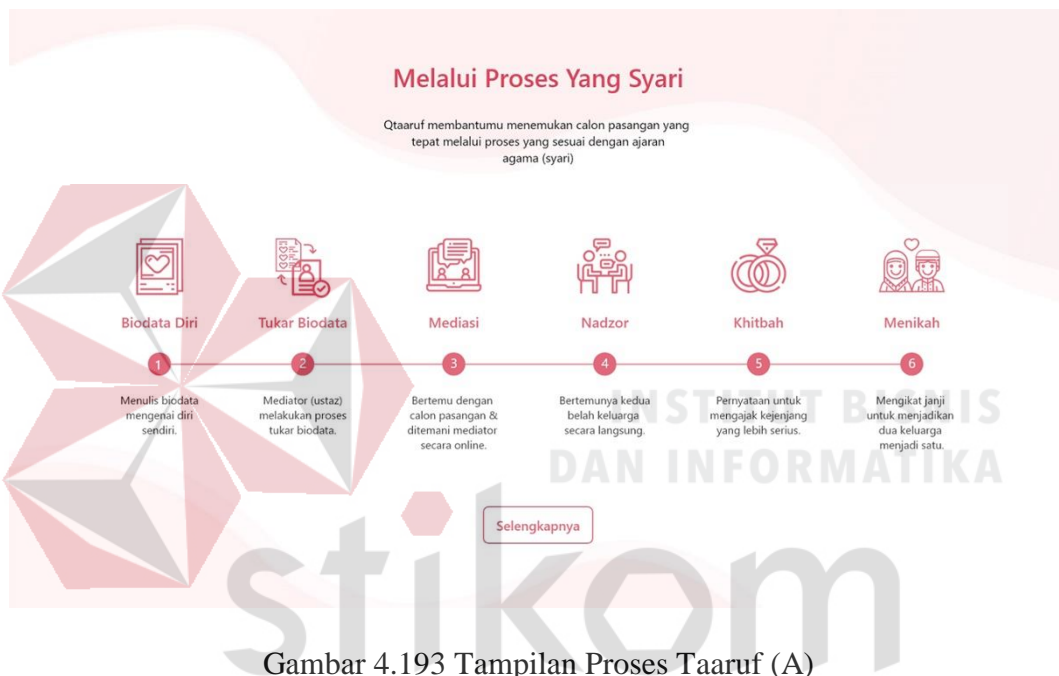 Melalui Proses Yang Syari
Qtaaruf membantumu menemukan calon pasangan yang
tepat melalui proses yang sesuai dengan ajaran
agama (syari)
Biodata Diri
1
Menulis biodata
mengenai diri
sendiri.
Tukar Biodata
2
Mediator (ustaz)
melakukan proses
tukar biodata.
Mediasi
3
Bertemu dengan
calon pasangan &
ditemani mediator
secara online.
Nadzor
4
Bertemunya kedua
belah keluarga
secara langsung.
Khitbah
5
Pernyataan untuk
mengajak kejenjang
yang lebih serius.
Menikah
6
Mengikat janji
untuk menjadikan
dua keluarga
menjadi satu.
INSTITUT BISNIS
DAN INFORMATIKA
Selengkapnya
stikom
Gambar 4.193 Tampilan Proses Taaruf (A)